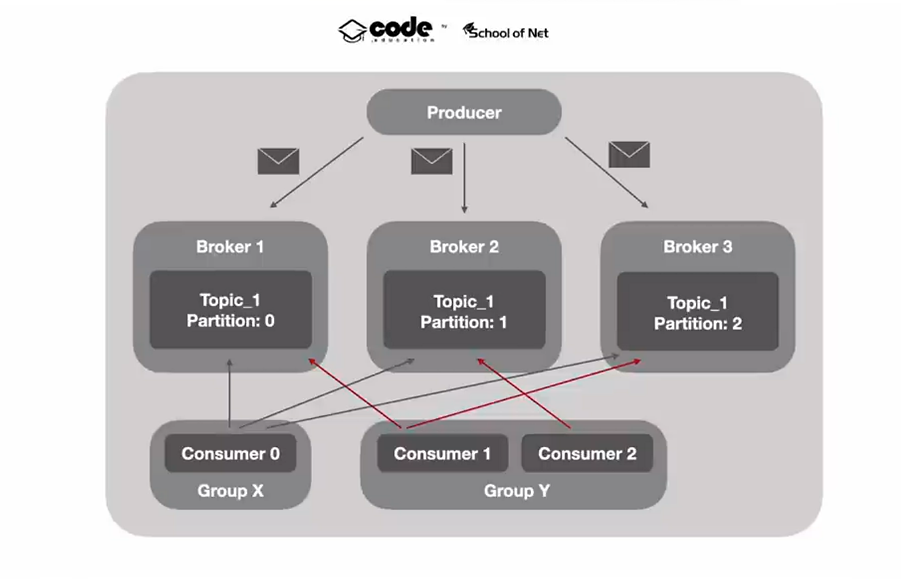 code
.education
by
School of Net
Producer
Broker 1
Broker 2
Broker 3
Topic_1
Partition: 0
Topic_1
Partition: 1
Topic_1
Partition: 2
Consumer 0
Group X
Consumer 1
Consumer 2
Group Y